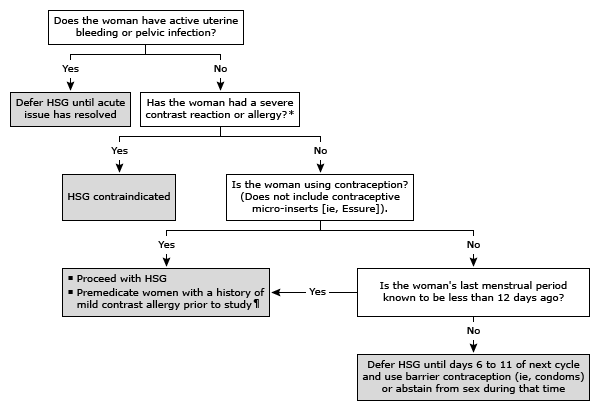 Does the woman have active uterine
bleeding or pelvic infection?
Yes
No
Defer HSG until acute
issue has resolved
Has the woman had a severe
contrast reaction or allergy?*
Yes
No
HSG contraindicated
Is the woman using contraception?
(Does not include contraceptive
micro-inserts [ie, Essure]).
Yes
No
▪ Proceed with HSG
▪ Premedicate women with a history of
mild contrast allergy prior to study¶
Yes
Is the woman's last menstrual period
known to be less than 12 days ago?
No
Defer HSG until days 6 to 11 of next cycle
and use barrier contraception (ie, condoms)
or abstain from sex during that time